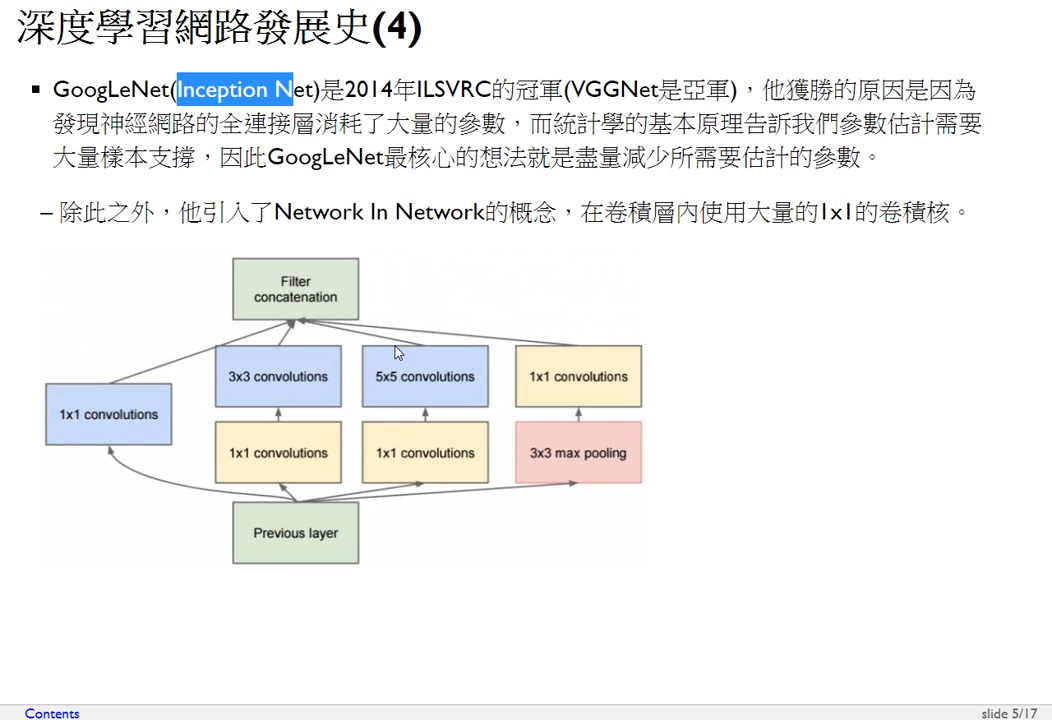 深度學習網路發展史(4)
GoogLeNet(Inception Net)是2014年ILSVRC的冠軍(VGGNet是亞軍)，他獲勝的原因是因為
發現神經網路的全連接層消耗了大量的參數，而統計學的基本原理告訴我們參數估計需要
大量樣本支撐，因此GoogLeNet最核心的想法就是盡量減少所需要估計的參數。
– 除此之外，他引入了Network In Network的概念，在卷積層內使用大量的1x1的卷積核。
Filter
concatenation
3x3 convolutions
5x5 convolutions
1x1 convolutions
1x1 convolutions
1x1 convolutions
1x1 convolutions
3x3 max pooling
Previous layer
Contents
slide 5/17